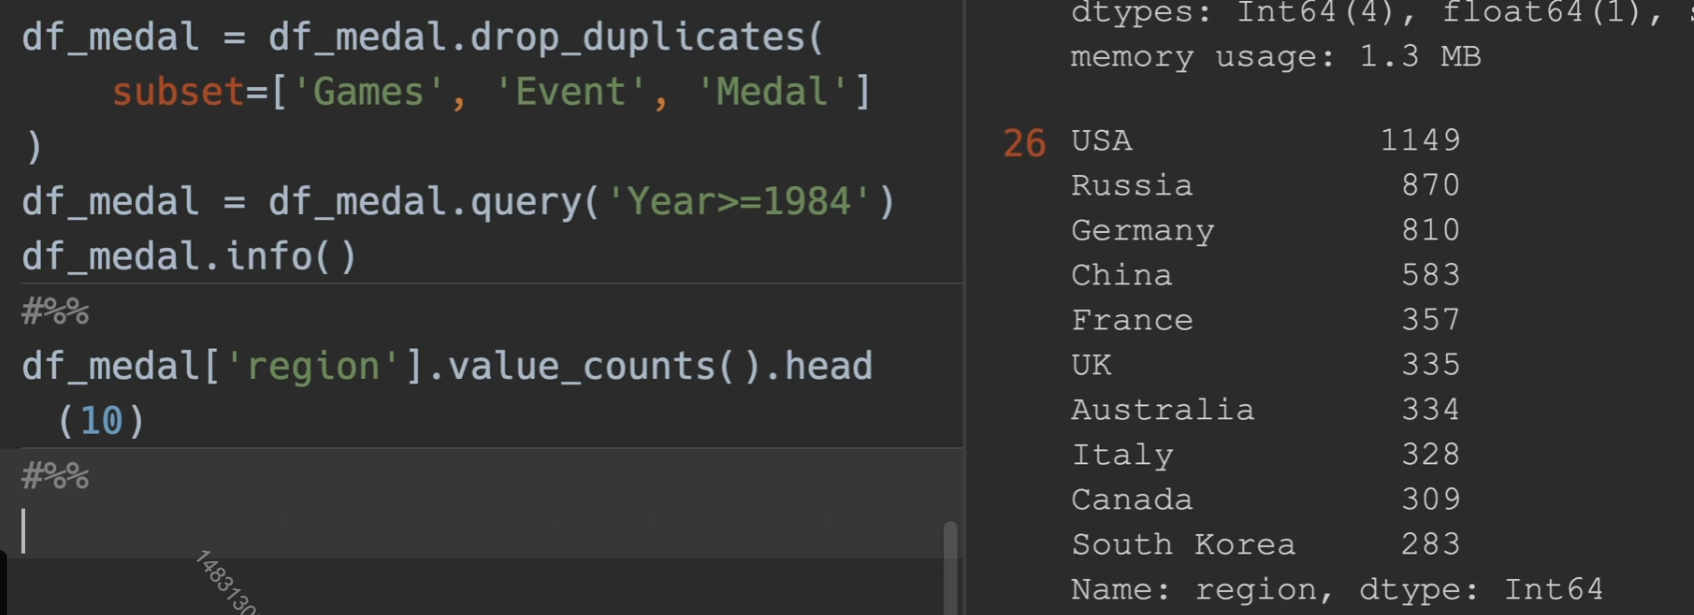 df_medal = df_medal.drop_duplicates(
subset=['Games', 'Event', 'Medal']
)
df_medal = df_medal.query('Year>=1984')
df_medal.info()
#%%
df_medal['region'].value_counts().head
(10)
#%%
1483130
dtypes: Int64(4), float64(1),
memory usage: 1.3 MB
26 USA 1149
Russia 870
Germany 810
China 583
France 357
UK 335
Australia 334
Italy 328
Canada 309
South Korea 283
Name: region, dtype: Int64